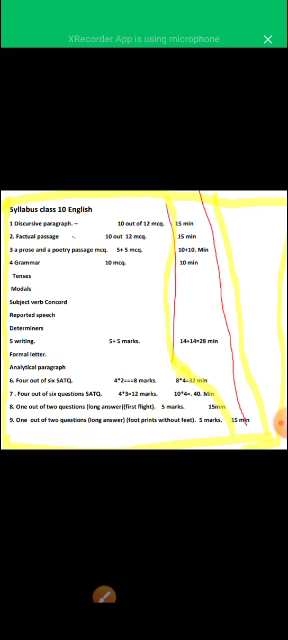 XRecorder App is using microphone
Syllabus class 10 English
1 Discursive paragraph. – 10 out of 12 mcq. 15 min
2. Factual passage -. 10 out 12 mcq. 15 min
3 a prose and a poetry passage mcq. 5+ 5 mcq. 10+10. Min
4 Grammar 10 mcq. 10 min
Tenses
Modals
Subject verb Concord
Reported speech
Determiners
5 writing. 5+ 5 marks. 14+14=28 min
Formal letter.
Analytical paragraph
6. Four out of six SATQ. 4*2===8 marks. 8*4=32 min
7 . Four out of six questions SATQ. 4*3=12 marks. 10*4=. 40. Min
8. One out of two questions (long answer)(first flight). 5 marks. 15min
9. One out of two questions (long answer) (foot prints without feet). 5 marks. 15 min